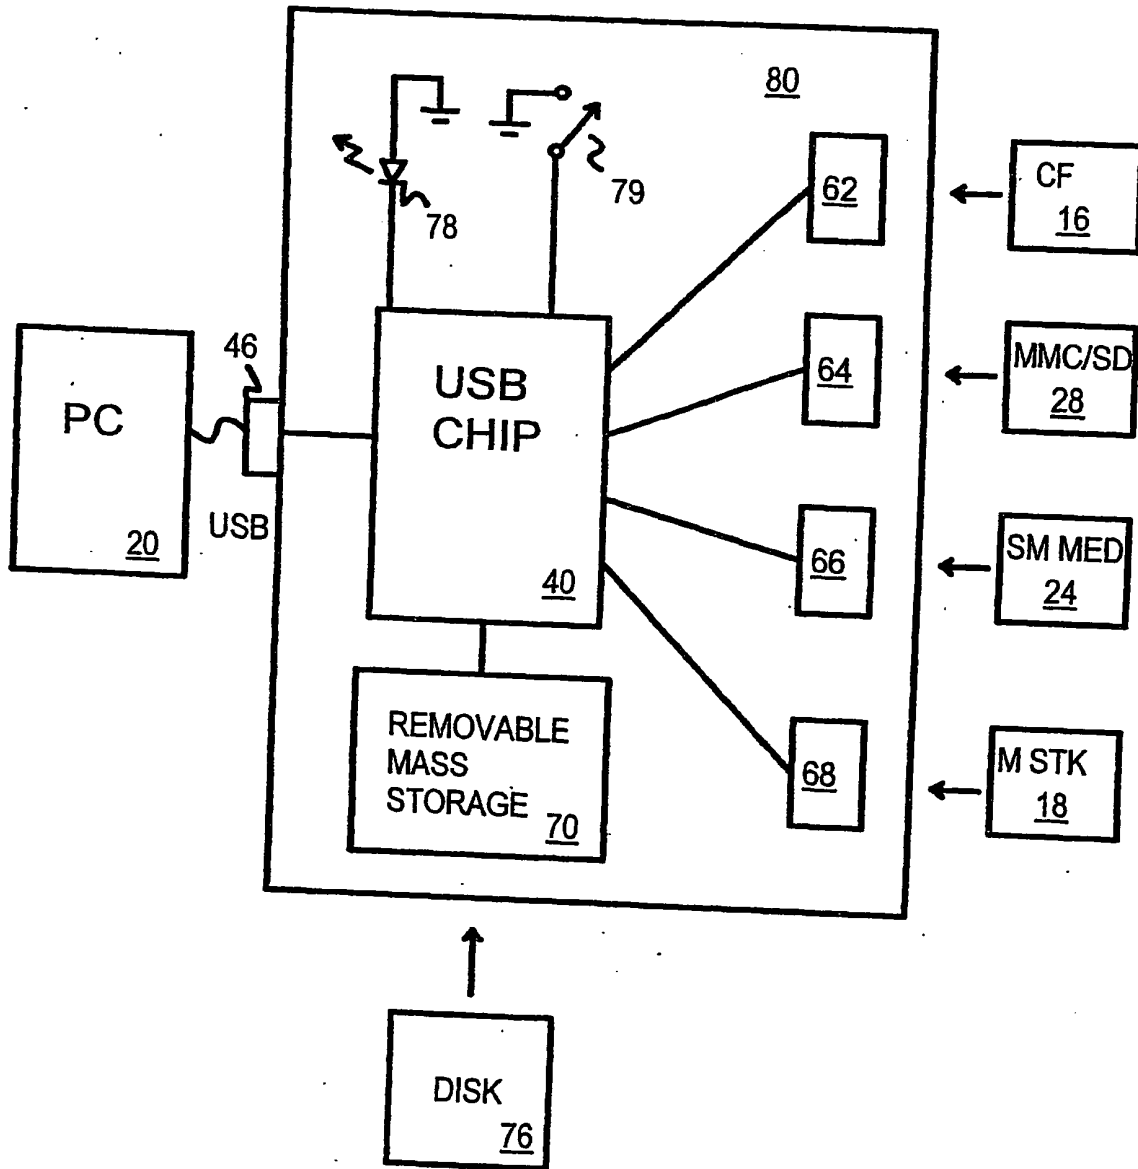 80
79
78
62
CF
16
46
PC
20
USB
USB
CHIP
40
64
MMC/SD
28
66
SM MED
24
REMOVABLE
MASS
STORAGE
70
68
M STK
18
DISK
76